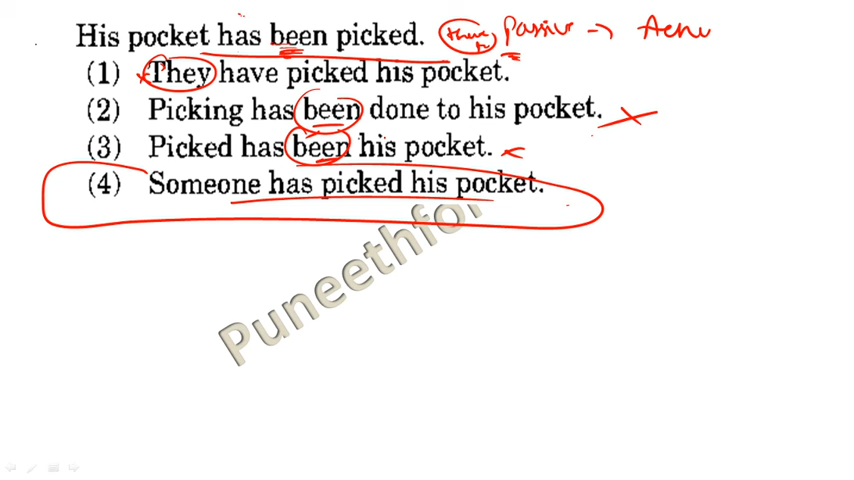 His pocket has been picked. Passive → Active
(1) They have picked his pocket.
(2) Picking has been done to his pocket.
(3) Picked has been his pocket.
(4) Someone has picked his pocket.
Puneethfor